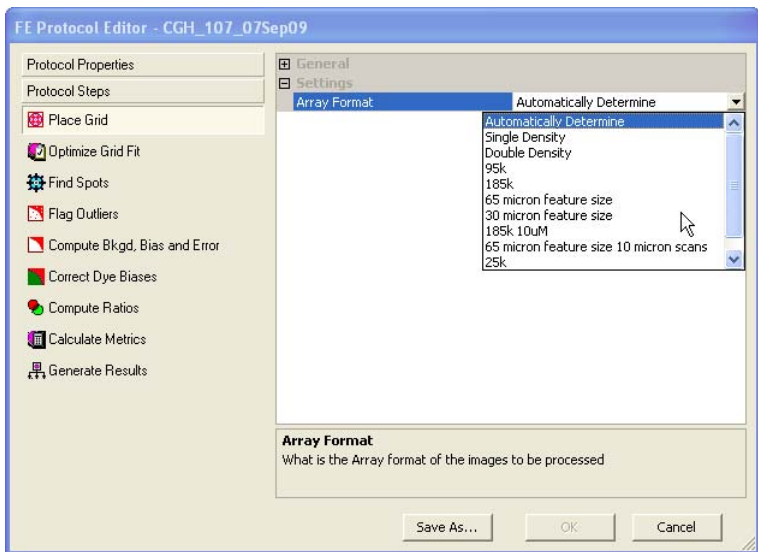 FE Protocol Editor - CGH_107_07Sep09
Protocol Properties
Protocol Steps
Place Grid
Optimize Grid Fit
Find Spots
Flag Outliers
Compute Bkgd, Bias and Error
Correct Dye Biases
Compute Ratios
Calculate Metrics
Generate Results
General
Settings
Array Format Automatically Determine
Automatically Determine
Single Density
Double Density
95k
185k
65 micron feature size
30 micron feature size
185k 10uM
65 micron feature size 10 micron scans
25k
Array Format
What is the Array format of the images to be processed
Save As... OK Cancel